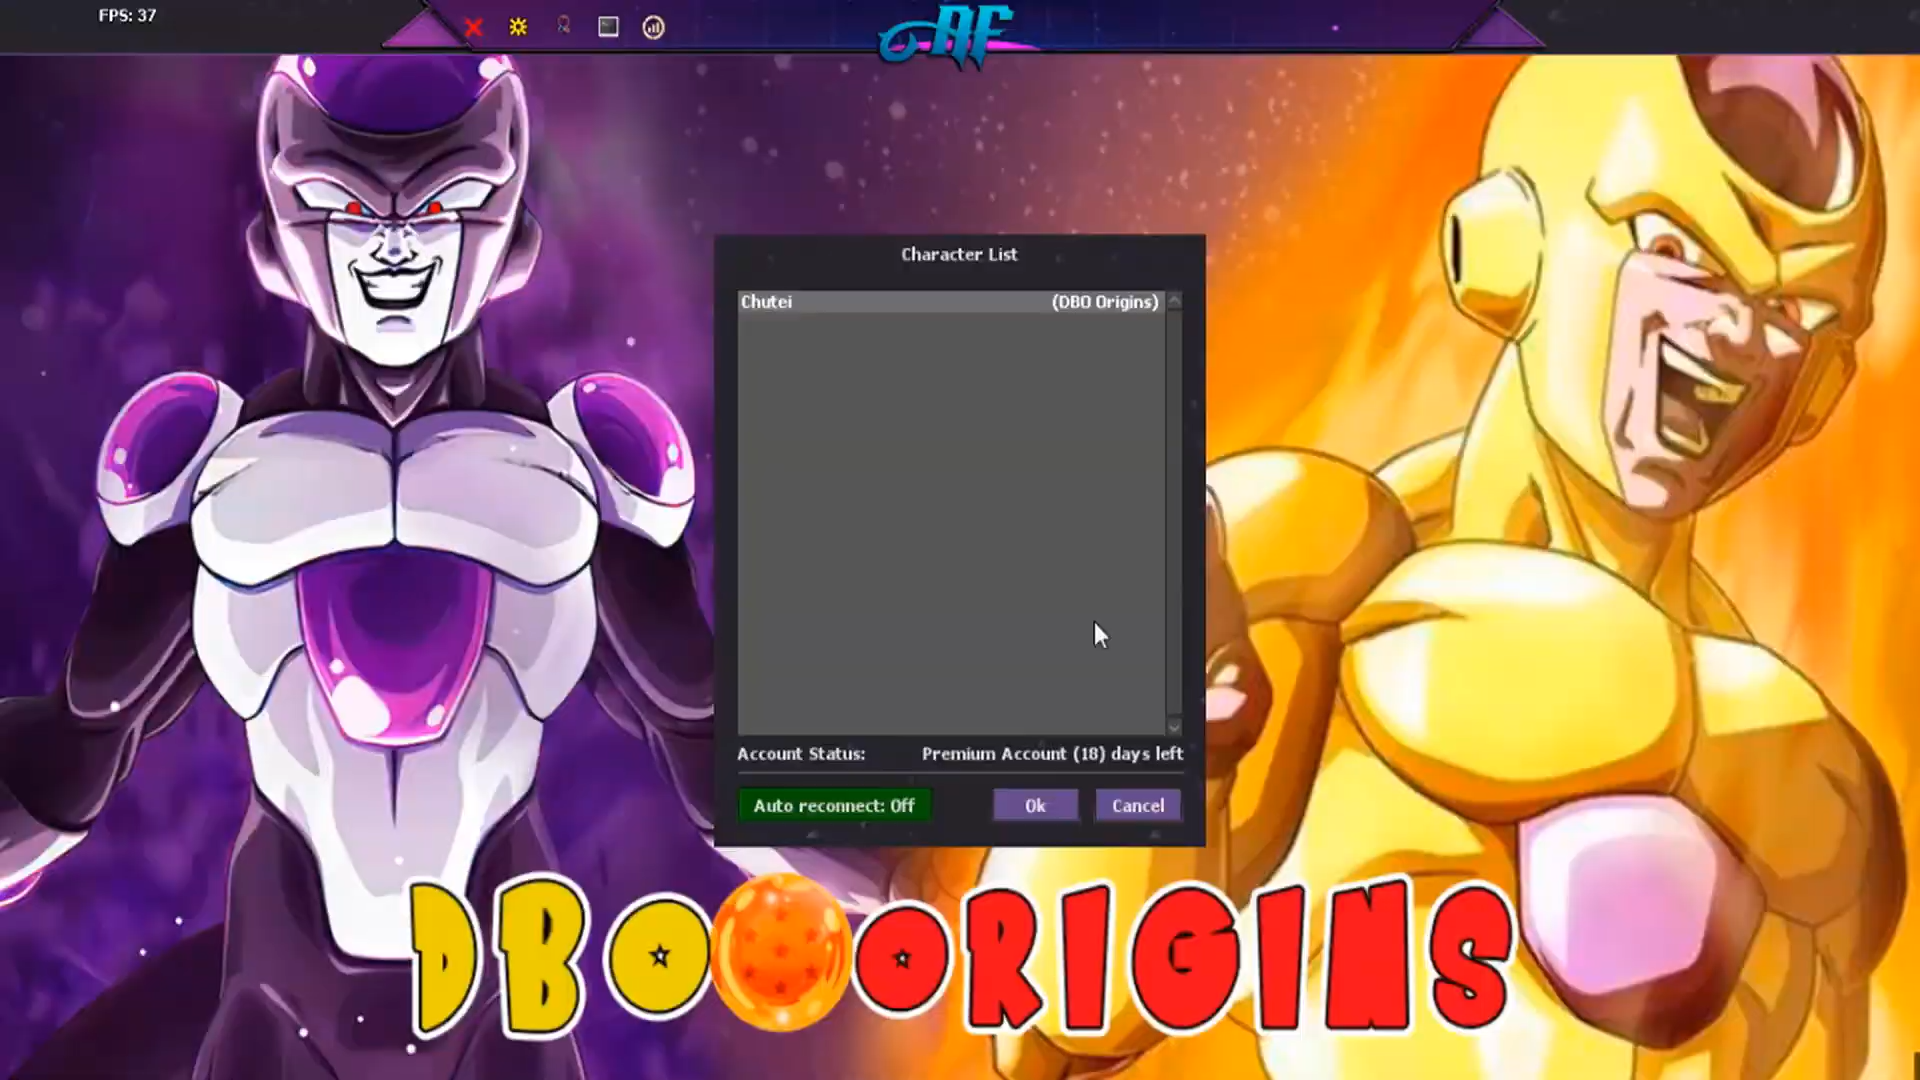 FPS: 37
AF
Character List
Chutei (DBO Origins)
Account Status: Premium Account (18) days left
Auto reconnect: Off Ok Cancel
DBO ORIGINS